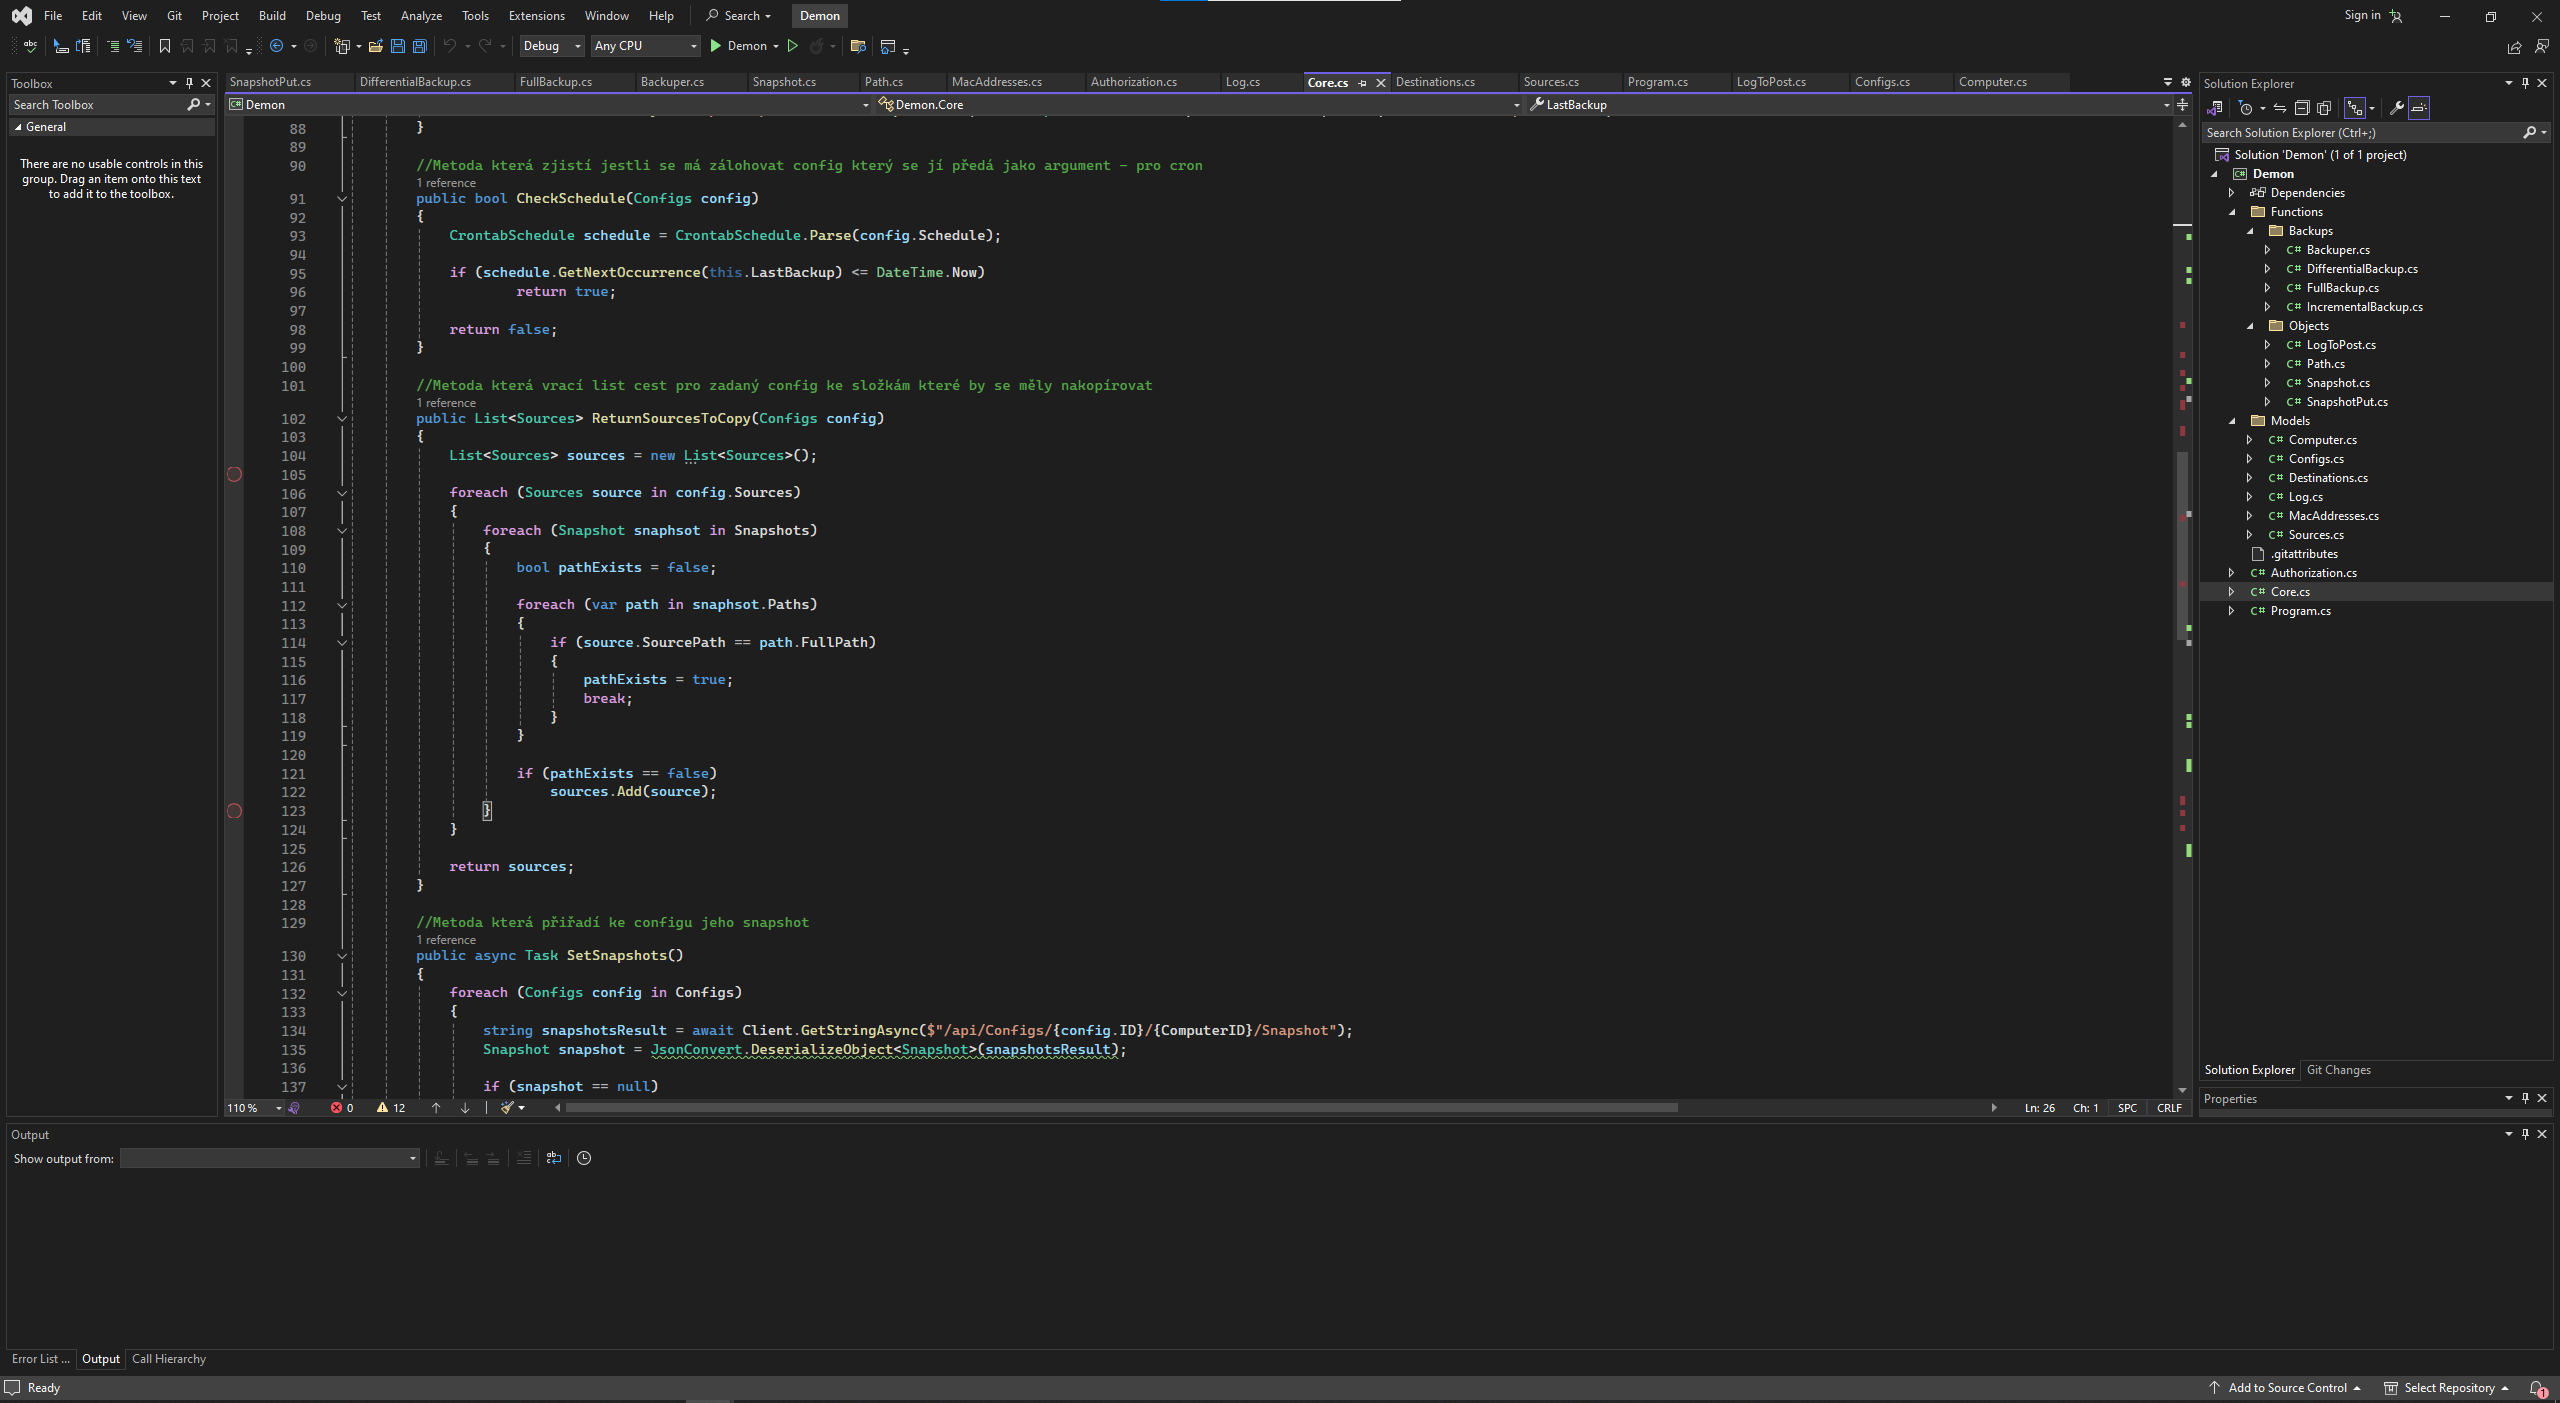 File Edit View Git Project Build Debug Test Analyze Tools Extensions Window Help Search Demon Sign in
Debug Any CPU Demon
Toolbox
Search Toolbox
General
There are no usable controls in this
group. Drag an item onto this text
to add it to the toolbox.
SnapshotPut.cs DifferentialBackup.cs FullBackup.cs Backuper.cs Snapshot.cs Path.cs MacAddresses.cs Authorization.cs Log.cs Core.cs Destinations.cs Sources.cs Program.cs LogToPost.cs Configs.cs Computer.cs
Demon Demon.Core LastBackup
88 }
89
90 //Metoda která zjistí jestli se má zálohovat config který se jí předá jako argument - pro cron
1 reference
91 public bool CheckSchedule(Configs config)
92 {
93 CrontabSchedule schedule = CrontabSchedule.Parse(config.Schedule);
94
95 if (schedule.GetNextOccurrence(this.LastBackup) <= DateTime.Now)
96 return true;
97
98 return false;
99 }
100
101 //Metoda která vrací list cest pro zadaný config ke složkám které by se měly nakopírovat
1 reference
102 public List<Sources> ReturnSourcesToCopy(Configs config)
103 {
104 List<Sources> sources = new List<Sources>();
105
106 foreach (Sources source in config.Sources)
107 {
108 foreach (Snapshot snaphsot in Snapshots)
109 {
110 bool pathExists = false;
111
112 foreach (var path in snaphsot.Paths)
113 {
114 if (source.SourcePath == path.FullPath)
115 {
116 pathExists = true;
117 break;
118 }
119 }
120
121 if (pathExists == false)
122 sources.Add(source);
123 }
124 }
125
126 return sources;
127 }
128
129 //Metoda která přiřadí ke configu jeho snapshot
1 reference
130 public async Task SetSnapshots()
131 {
132 foreach (Configs config in Configs)
133 {
134 string snapshotsResult = await Client.GetStringAsync($"/api/Configs/{config.ID}/{ComputerID}/Snapshot");
135 Snapshot snapshot = JsonConvert.DeserializeObject<Snapshot>(snapshotsResult);
136
137 if (snapshot == null)
110 % 0 12 Ln: 26 Ch: 1 SPC CRLF
Solution Explorer
Search Solution Explorer (Ctrl+;)
Solution 'Demon' (1 of 1 project)
C# Demon
Dependencies
Functions
Backups
C# Backuper.cs
C# DifferentialBackup.cs
C# FullBackup.cs
C# IncrementalBackup.cs
Objects
C# LogToPost.cs
C# Path.cs
C# Snapshot.cs
C# SnapshotPut.cs
Models
C# Computer.cs
C# Configs.cs
C# Destinations.cs
C# Log.cs
C# MacAddresses.cs
C# Sources.cs
.gitattributes
C# Authorization.cs
C# Core.cs
C# Program.cs
Solution Explorer Git Changes
Properties
Output
Show output from:
Error List ... Output Call Hierarchy
Ready Add to Source Control Select Repository 1